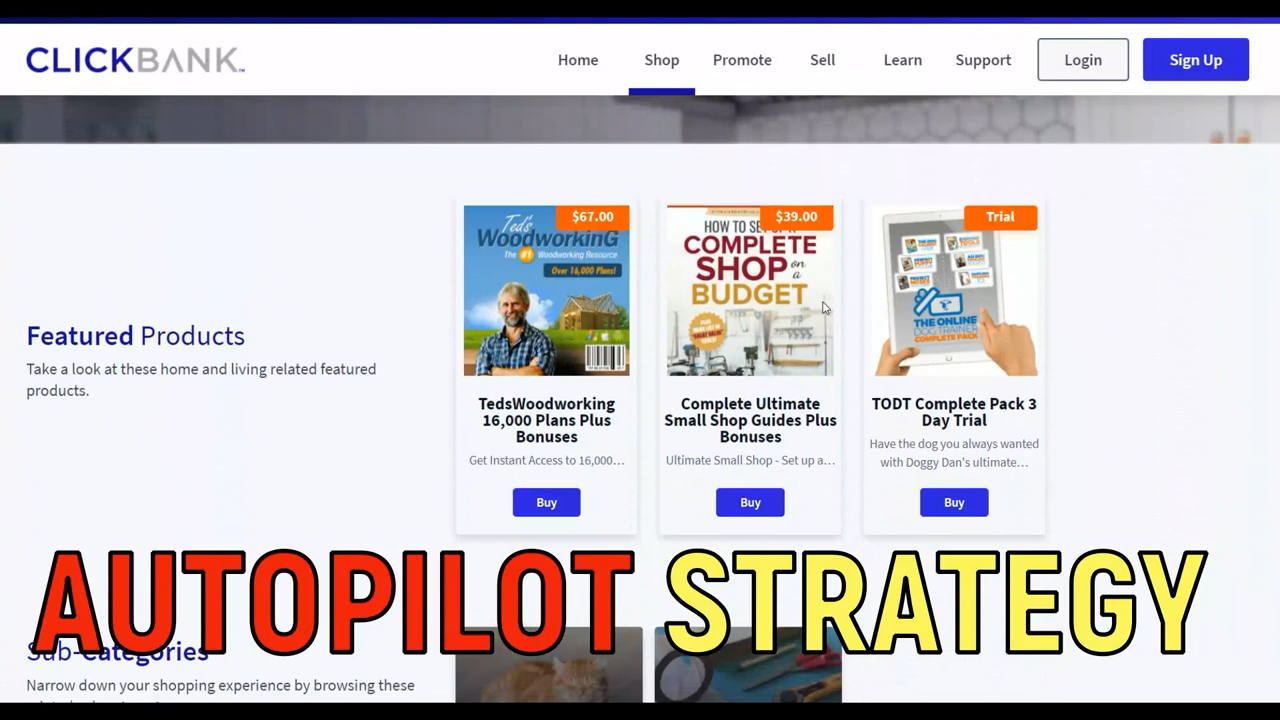 CLICKBANK
Home
Shop
Promote
Sell
Learn
Support
Login
Sign Up
Featured Products
Take a look at these home and living related featured
products.
$67.00
Ted's
WoodworkinG
The #1 Woodworking Resource
Over 16,000 Plans!
TedsWoodworking
16,000 Plans Plus
Bonuses
Get Instant Access to 16,000…
Buy
$39.00
COMPLETE
SHOP on a
BUDGET
Complete Ultimate
Small Shop Guides Plus
Bonuses
Ultimate Small Shop - Set up a…
Buy
Trial
THE ONLINE
DOG TRAINER
COMPLETE PACK
TODT Complete Pack 3
Day Trial
Have the dog you always wanted
with Doggy Dan's ultimate…
Buy
AUTOPILOT STRATEGY
Sub-Categories
Narrow down your shopping experience by browsing these